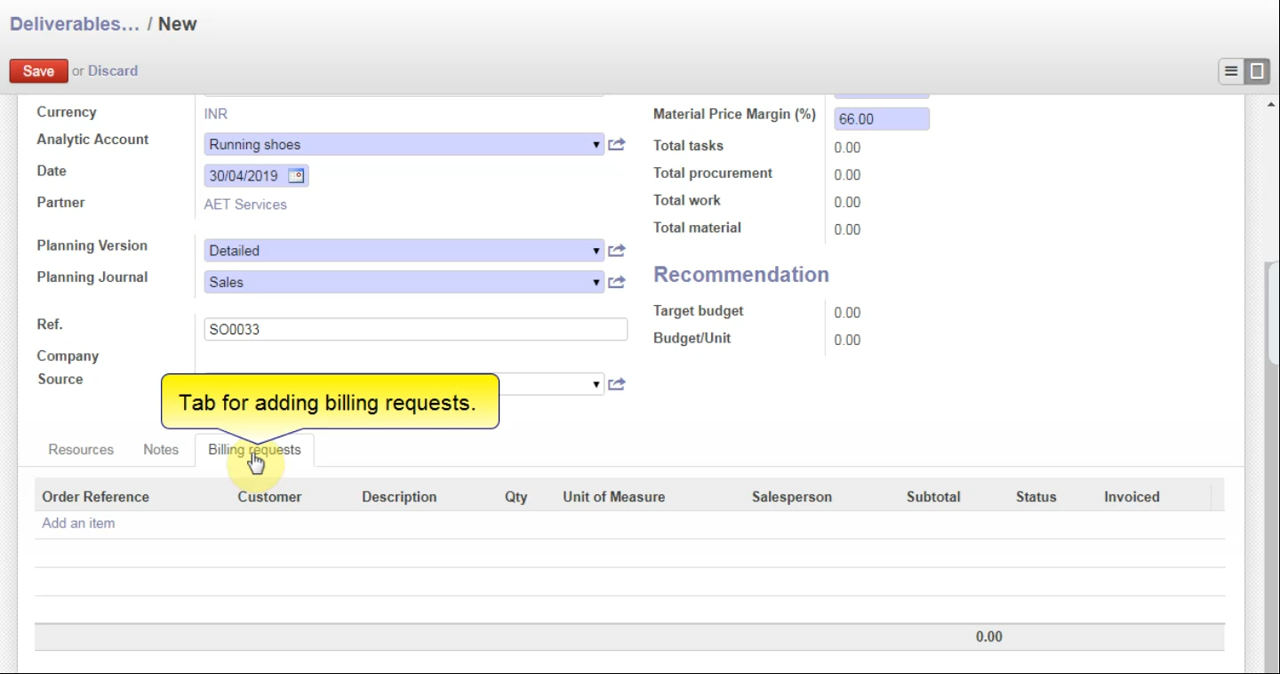 Deliverables... / New
Save or Discard
Currency INR
Analytic Account Running shoes
Date 30/04/2019
Partner AET Services
Planning Version Detailed
Planning Journal Sales
Ref. SO0033
Company
Source
Material Price Margin (%) 66.00
Total tasks 0.00
Total procurement 0.00
Total work 0.00
Total material 0.00
Recommendation
Target budget 0.00
Budget/Unit 0.00
Tab for adding billing requests.
Resources Notes Billing requests
Order Reference Customer Description Qty Unit of Measure Salesperson Subtotal Status Invoiced
Add an item
0.00